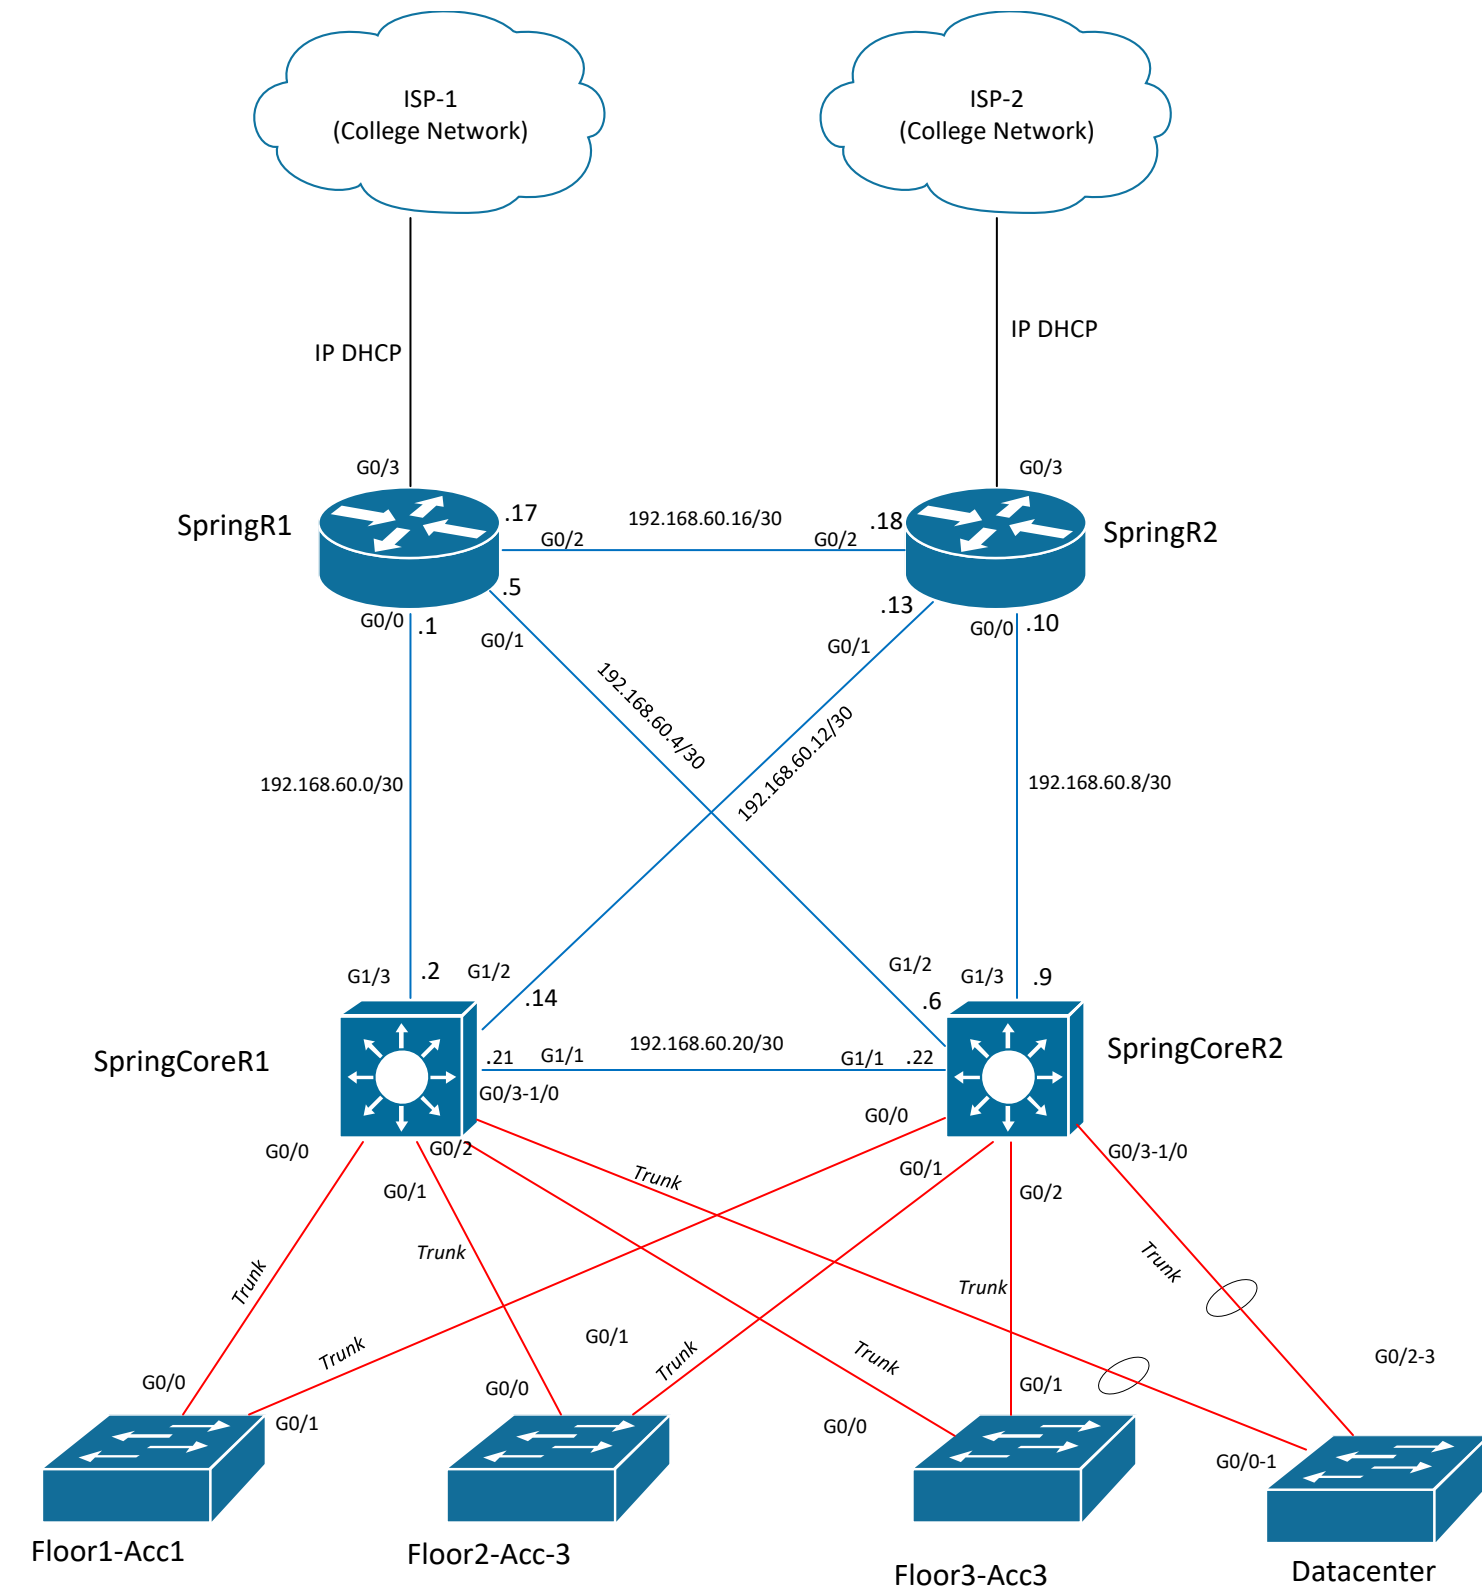 ISP-1
(College Network)
ISP-2
(College Network)
IP DHCP
IP DHCP
G0/3
G0/3
SpringR1
.17
192.168.60.16/30
.18
SpringR2
G0/2
G0/2
.5
.13
G0/0
.1
G0/1
G0/1
G0/0
.10
192.168.60.4/30
192.168.60.12/30
192.168.60.0/30
192.168.60.8/30
G1/3
.2
G1/2
.14
G1/2
.6
G1/3
.9
SpringCoreR1
.21
G1/1
192.168.60.20/30
G1/1
.22
SpringCoreR2
G0/3-1/0
G0/0
G0/0
G0/2
G0/1
G0/1
G0/2
G0/3-1/0
Trunk
Trunk
Trunk
Trunk
Trunk
Trunk
Trunk
Trunk
G0/1
G0/2-3
G0/0
G0/1
G0/0
G0/1
G0/0
G0/0-1
Floor1-Acc1
Floor2-Acc-3
Floor3-Acc3
Datacenter